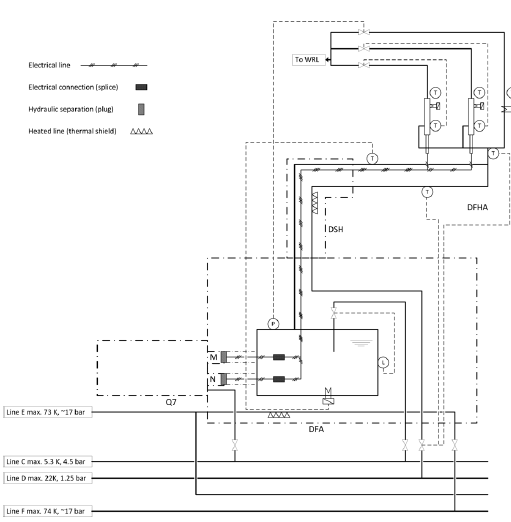 To WRL
Electrical line
Electrical connection (splice)
Hydraulic separation (plug)
Heated line (thermal shield)
T
T
T
T
T
T
T
DFHA
DSH
P
M
N
L
M
Q7
DFA
Line E max. 73 K, ~17 bar
Line C max. 5.3 K, 4.5 bar
Line D max. 22K, 1.25 bar
Line F max. 74 K, ~17 bar